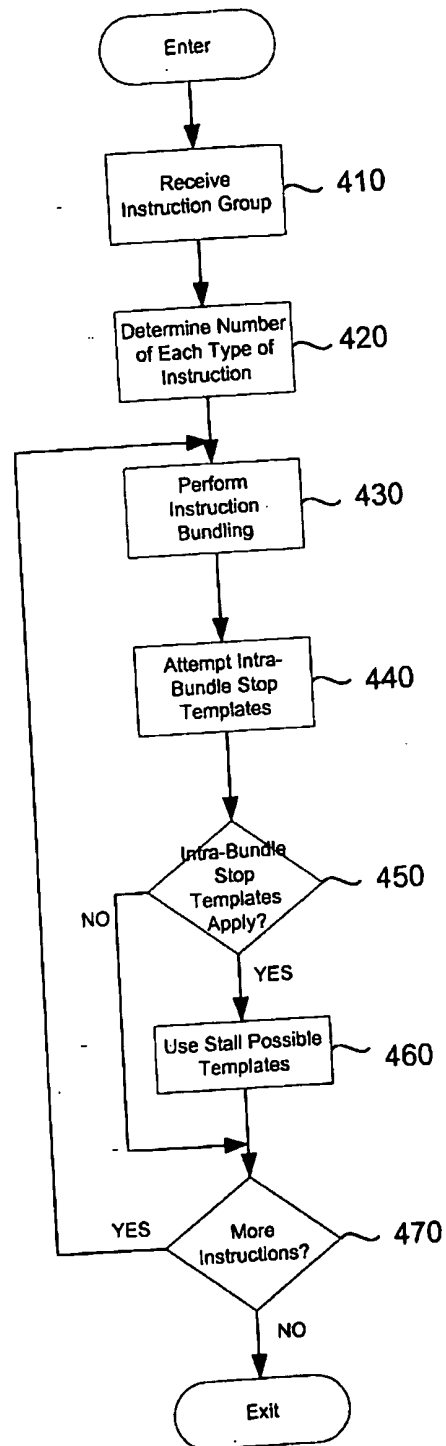 Enter
Receive
Instruction Group
410
Determine Number
of Each Type of
Instruction
420
Perform
Instruction
Bundling
430
Attempt Intra-
Bundle Stop
Templates
440
Intra-Bundle
Stop
Templates
Apply?
450
NO
YES
Use Stall Possible
Templates
460
YES
More
Instructions?
470
NO
Exit